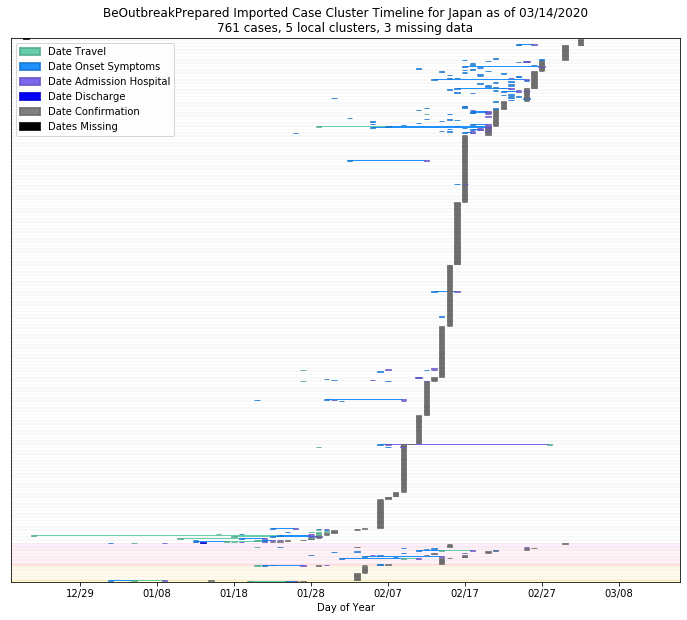 BeOutbreakPrepared Imported Case Cluster Timeline for Japan as of 03/14/2020
761 cases, 5 local clusters, 3 missing data
Date Travel
Date Onset Symptoms
Date Admission Hospital
Date Discharge
Date Confirmation
Dates Missing
12/29 01/08 01/18 01/28 02/07 02/17 02/27 03/08
Day of Year